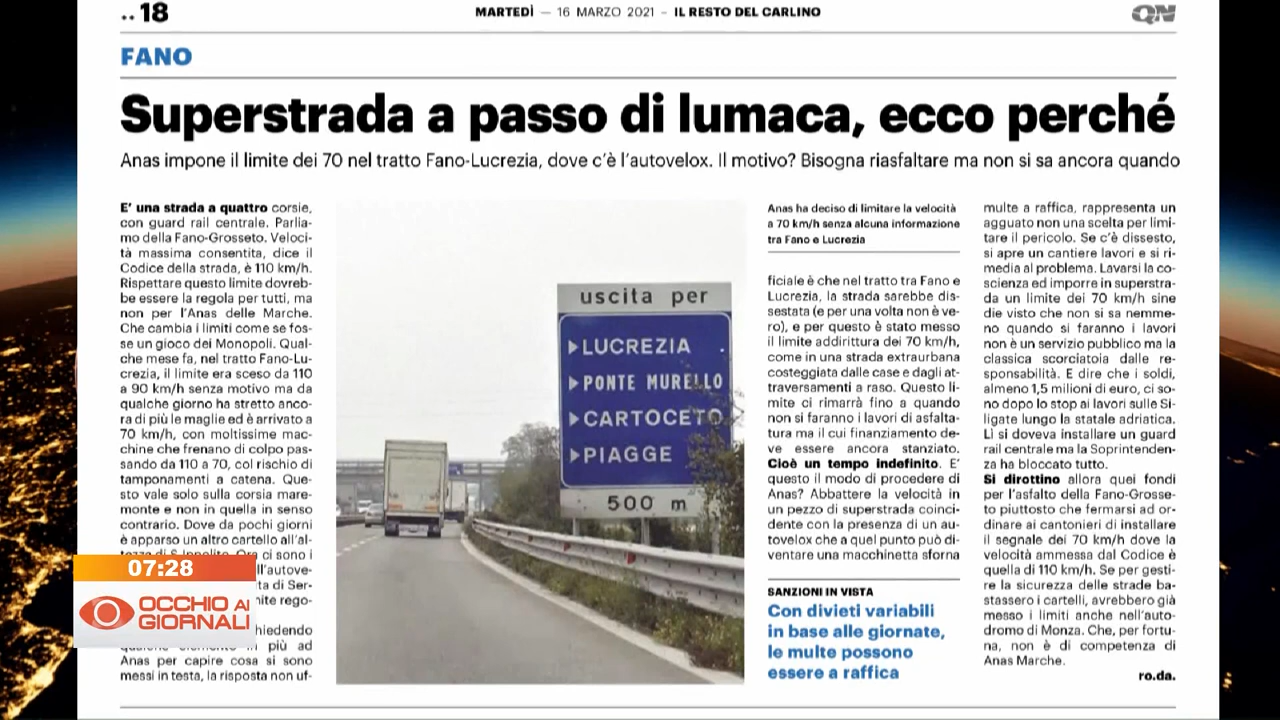 .. 18
MARTEDÌ — 16 MARZO 2021 – IL RESTO DEL CARLINO
QN
FANO
Superstrada a passo di lumaca, ecco perché
Anas impone il limite dei 70 nel tratto Fano-Lucrezia, dove c'è l'autovelox. Il motivo? Bisogna riasfaltare ma non si sa ancora quando
E' una strada a quattro corsie,
con guard rail centrale. Parlia-
mo della Fano-Grosseto. Veloci-
tà massima consentita, dice il
Codice della strada, è 110 km/h.
Rispettare questo limite dovreb-
be essere la regola per tutti, ma
non per l'Anas delle Marche.
Che cambia i limiti come se fos-
se un gioco dei Monopoli. Qual-
che mese fa, nel tratto Fano-Lu-
crezia, il limite era sceso da 110
a 90 km/h senza motivo ma da
qualche giorno ha stretto anco-
ra di più le maglie ed è arrivato a
70 km/h, con moltissime mac-
chine che frenano di colpo pas-
sando da 110 a 70, col rischio di
tamponamenti a catena. Que-
sto vale solo sulla corsia mare-
monte e non in quella in senso
contrario. Dove da pochi giorni
è apparso un altro cartello all'al-
tezza di S. Ippolito. Ora ci sono i
ll'autove-
ta di Ser-
ite rego-
hiedendo
qualche elemento in più ad
Anas per capire cosa si sono
messi in testa, la risposta non uf-
uscita per
LUCREZIA
PONTE MURELLO
CARTOCETO
PIAGGE
500 m
Anas ha deciso di limitare la velocità
a 70 km/h senza alcuna informazione
tra Fano e Lucrezia
ficiale è che nel tratto tra Fano e
Lucrezia, la strada sarebbe dis-
sestata (e per una volta non è ve-
ro), e per questo è stato messo
il limite addirittura dei 70 km/h,
come in una strada extraurbana
costeggiata dalle case e dagli at-
traversamenti a raso. Questo li-
mite ci rimarrà fino a quando
non si faranno i lavori di asfalta-
tura ma il cui finanziamento de-
ve essere ancora stanziato.
Cioè un tempo indefinito. E'
questo il modo di procedere di
Anas? Abbattere la velocità in
un pezzo di superstrada coinci-
dente con la presenza di un au-
tovelox che a quel punto può di-
ventare una macchinetta sforna
SANZIONI IN VISTA
Con divieti variabili
in base alle giornate,
le multe possono
essere a raffica
multe a raffica, rappresenta un
agguato non una scelta per limi-
tare il pericolo. Se c'è dissesto,
si apre un cantiere lavori e si ri-
media al problema. Lavarsi la co-
scienza ed imporre in superstra-
da un limite dei 70 km/h sine
die visto che non si sa nemme-
no quando si faranno i lavori
non è un servizio pubblico ma la
classica scorciatoia dalle re-
sponsabilità. E dire che i soldi,
almeno 1,5 milioni di euro, ci so-
no dopo lo stop ai lavori sulle Si-
ligate lungo la statale adriatica.
Lì si doveva installare un guard
rail centrale ma la Soprintenden-
za ha bloccato tutto.
Si dirottino allora quei fondi
per l'asfalto della Fano-Grosse-
to piuttosto che fermarsi ad or-
dinare ai cantonieri di installare
il segnale dei 70 km/h dove la
velocità ammessa dal Codice è
quella di 110 km/h. Se per gesti-
re la sicurezza delle strade ba-
stassero i cartelli, avrebbero già
messo i limiti anche nell'auto-
dromo di Monza. Che, per fortu-
na, non è di competenza di
Anas Marche.
ro.da.
07:28
OCCHIO AI
GIORNALI